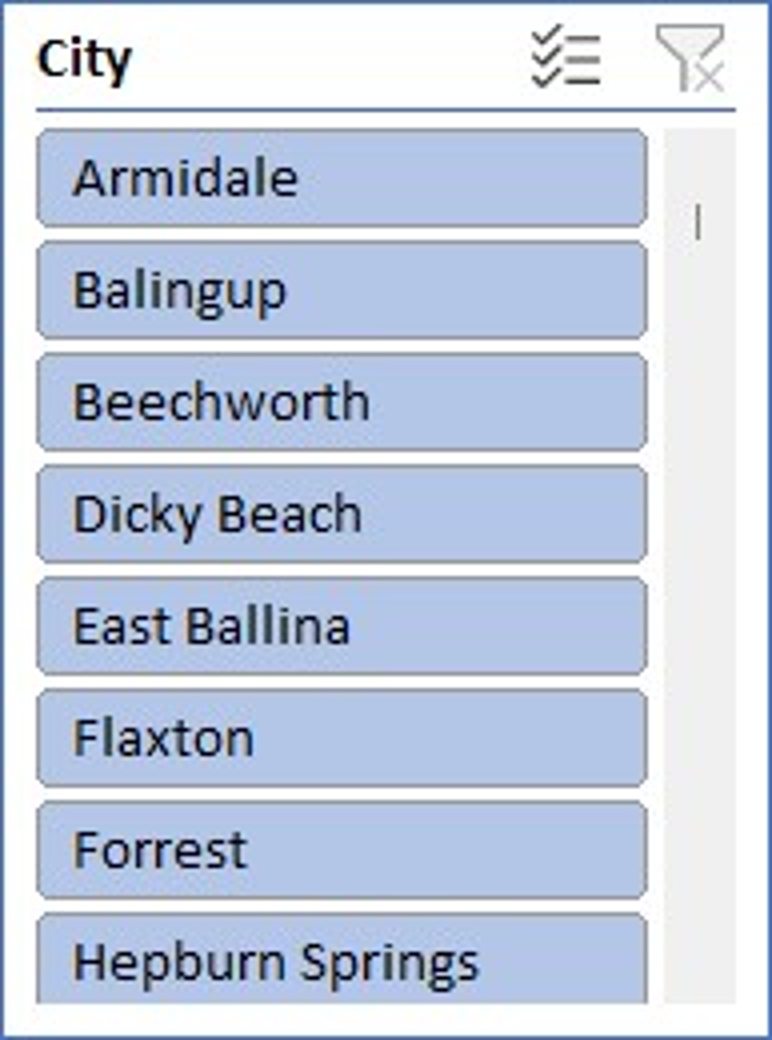 City
Armidale
Balingup
Beechworth
Dicky Beach
East Ballina
Flaxton
Forrest
Hepburn Springs